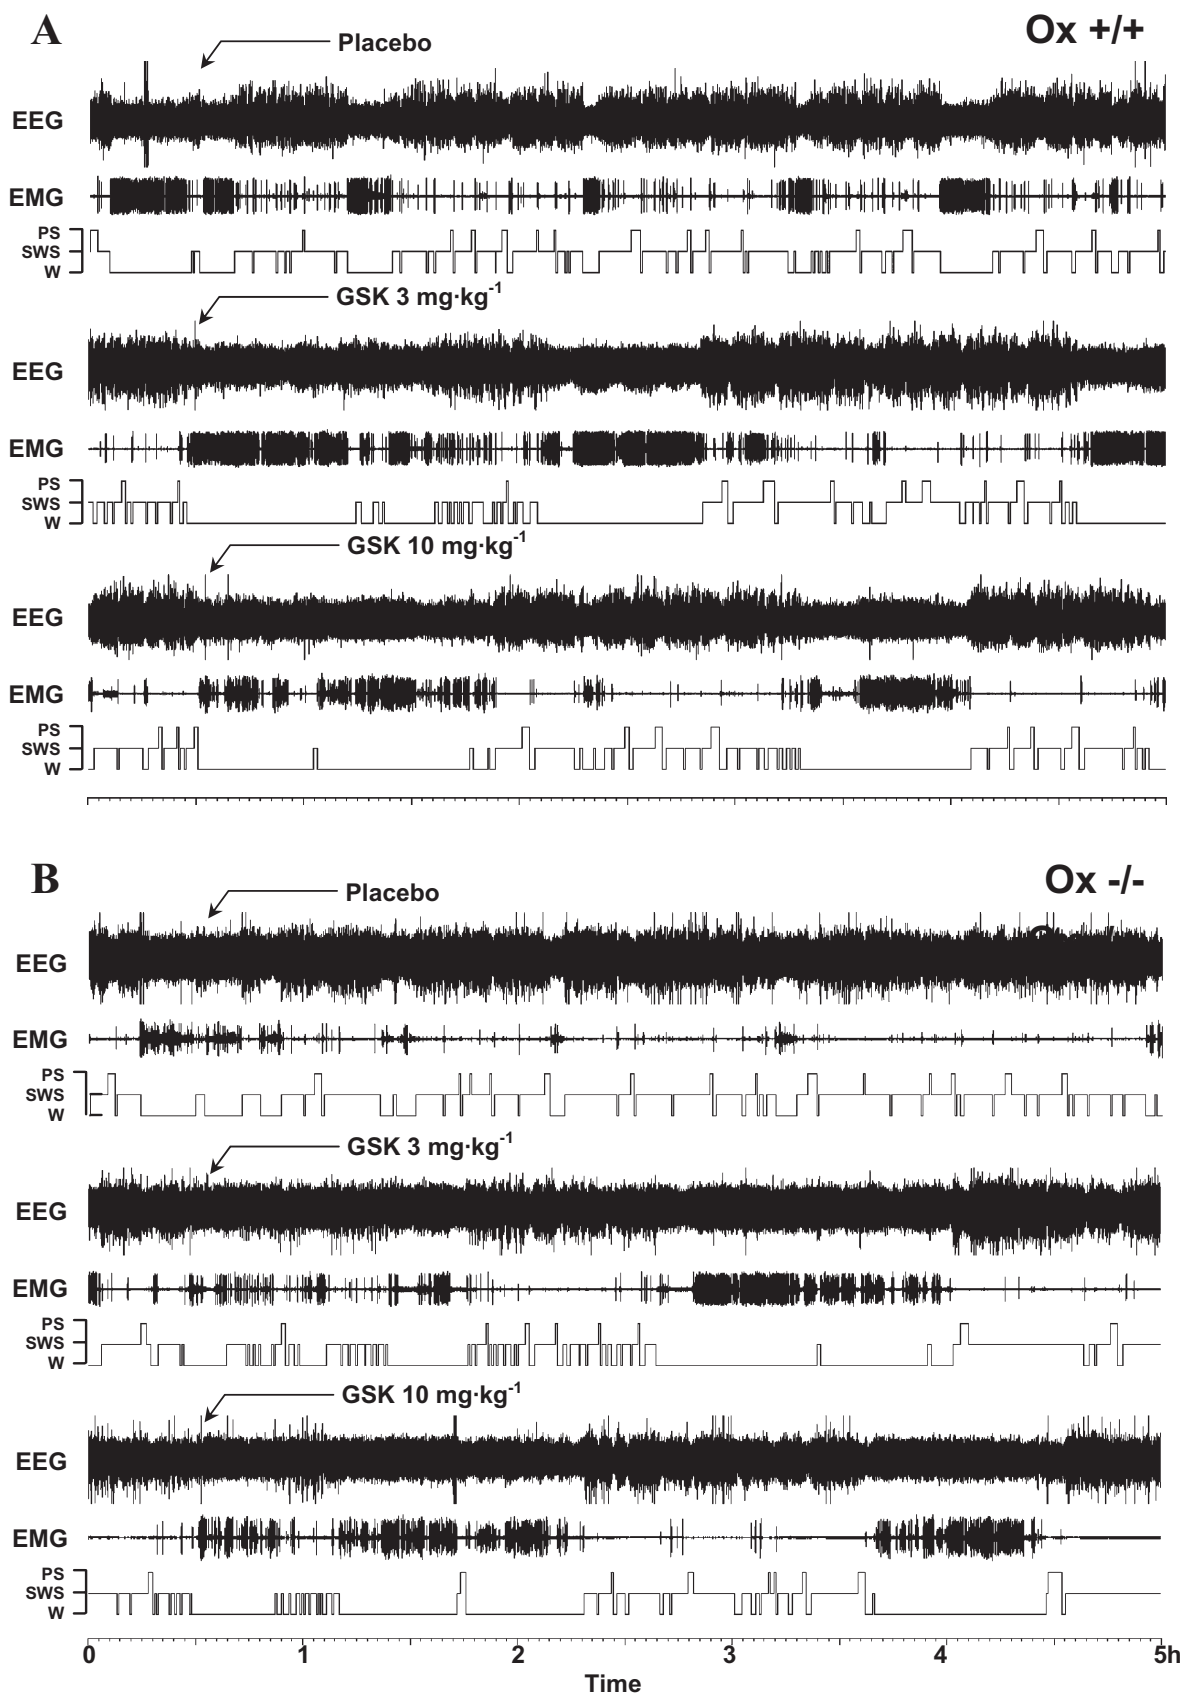 A
Placebo
Ox +/+
EEG
EMG
PS
SWS
W
GSK 3 mg·kg-1
EEG
EMG
PS
SWS
W
GSK 10 mg·kg-1
EEG
EMG
PS
SWS
W
B
Placebo
Ox -/-
EEG
EMG
PS
SWS
W
GSK 3 mg·kg-1
EEG
EMG
PS
SWS
W
GSK 10 mg·kg-1
EEG
EMG
PS
SWS
W
0 1 2 3 4 5h
Time